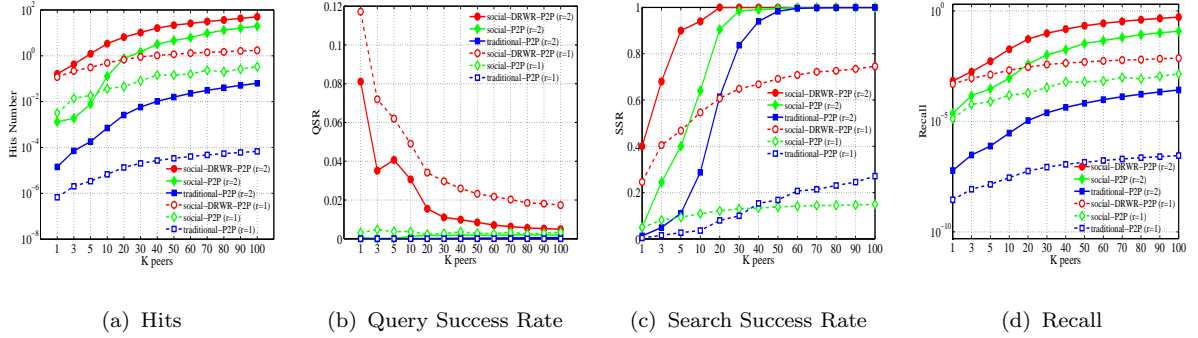 10^2
10^0
10^-2
10^-4
10^-6
10^-8
Hits Number
social-DRWR-P2P (r=2)
social-P2P (r=2)
traditional-P2P (r=2)
social-DRWR-P2P (r=1)
social-P2P (r=1)
traditional-P2P (r=1)
1 3 5 10 20 30 40 50 60 70 80 90 100
K peers
(a) Hits
0.12
0.1
0.08
0.06
0.04
0.02
0
QSR
social-DRWR-P2P (r=2)
social-P2P (r=2)
traditional-P2P (r=2)
social-DRWR-P2P (r=1)
social-P2P (r=1)
traditional-P2P (r=1)
1 3 5 10 20 30 40 50 60 70 80 90 100
K peers
(b) Query Success Rate
1
0.8
0.6
0.4
0.2
0
SSR
social-DRWR-P2P (r=2)
social-P2P (r=2)
traditional-P2P (r=2)
social-DRWR-P2P (r=1)
social-P2P (r=1)
traditional-P2P (r=1)
1 3 5 10 20 30 40 50 60 70 80 90 100
K peers
(c) Search Success Rate
10^0
10^-5
10^-10
Recall
social-DRWR-P2P (r=2)
social-P2P (r=2)
traditional-P2P (r=2)
social-DRWR-P2P (r=1)
social-P2P (r=1)
traditional-P2P (r=1)
1 3 5 10 20 30 40 50 60 70 80 90 100
K peers
(d) Recall